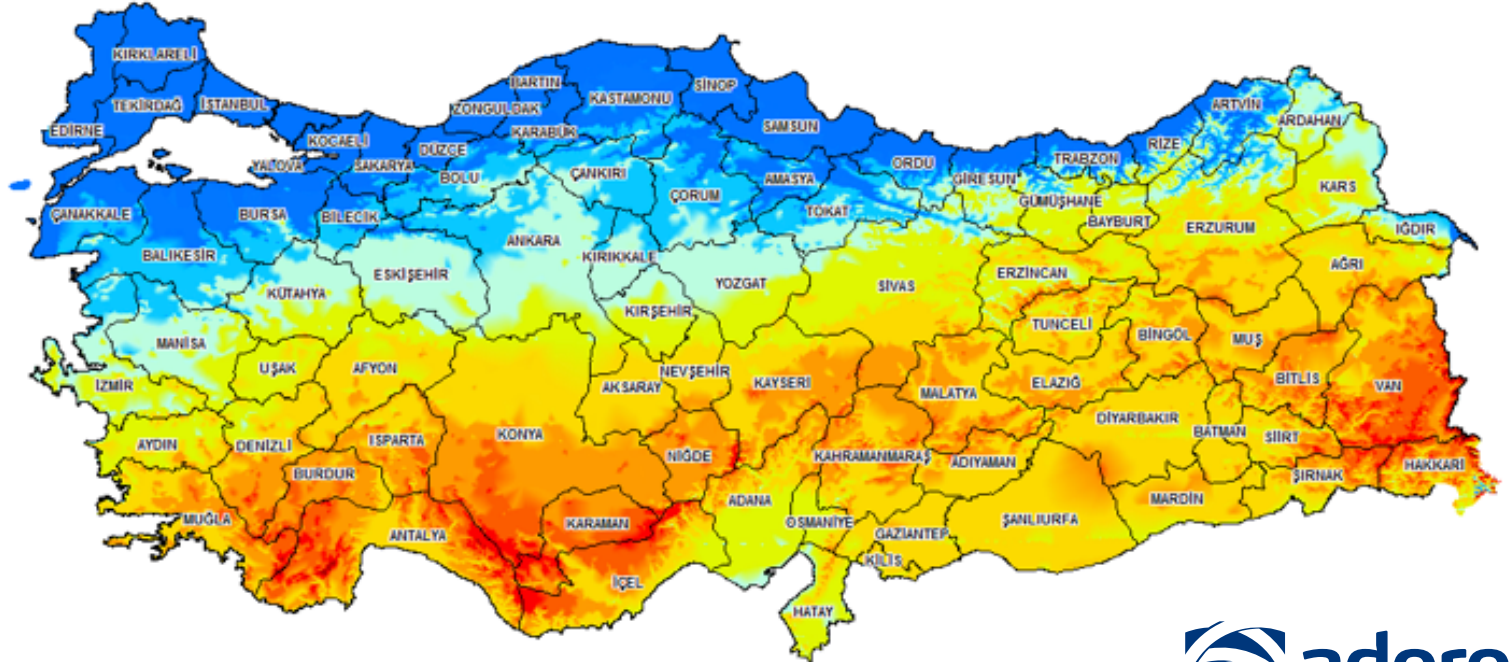 KIRKLARELİ
TEKİRDAĞ
İSTANBUL
EDİRNE
KOCAELİ
YALOVA
SAKARYA
DÜZCE
ZONGULDAK
BARTIN
KARABÜK
KASTAMONU
SİNOP
SAMSUN
ORDU
GİRESUN
TRABZON
RİZE
ARTVİN
ARDAHAN
KARS
IĞDIR
ÇANAKKALE
BURSA
BİLECİK
BOLU
ÇANKIRI
ÇORUM
AMASYA
TOKAT
GÜMÜŞHANE
BAYBURT
ERZURUM
BALIKESİR
KÜTAHYA
ESKİŞEHİR
ANKARA
KIRIKKALE
YOZGAT
SİVAS
ERZİNCAN
AĞRI
MANİSA
UŞAK
AFYON
KIRŞEHİR
TUNCELİ
BİNGÖL
MUŞ
İZMİR
AKSARAY
NEVŞEHİR
KAYSERI
MALATYA
ELAZIĞ
BİTLİS
VAN
AYDIN
DENİZLİ
ISPARTA
KONYA
NİĞDE
KAHRAMANMARAŞ
ADIYAMAN
DİYARBAKIR
BATMAN
SİİRT
ŞIRNAK
HAKKARİ
BURDUR
MUĞLA
ANTALYA
KARAMAN
İÇEL
ADANA
OSMANİYE
GAZİANTEP
KİLİS
ŞANLIURFA
MARDİN
HATAY